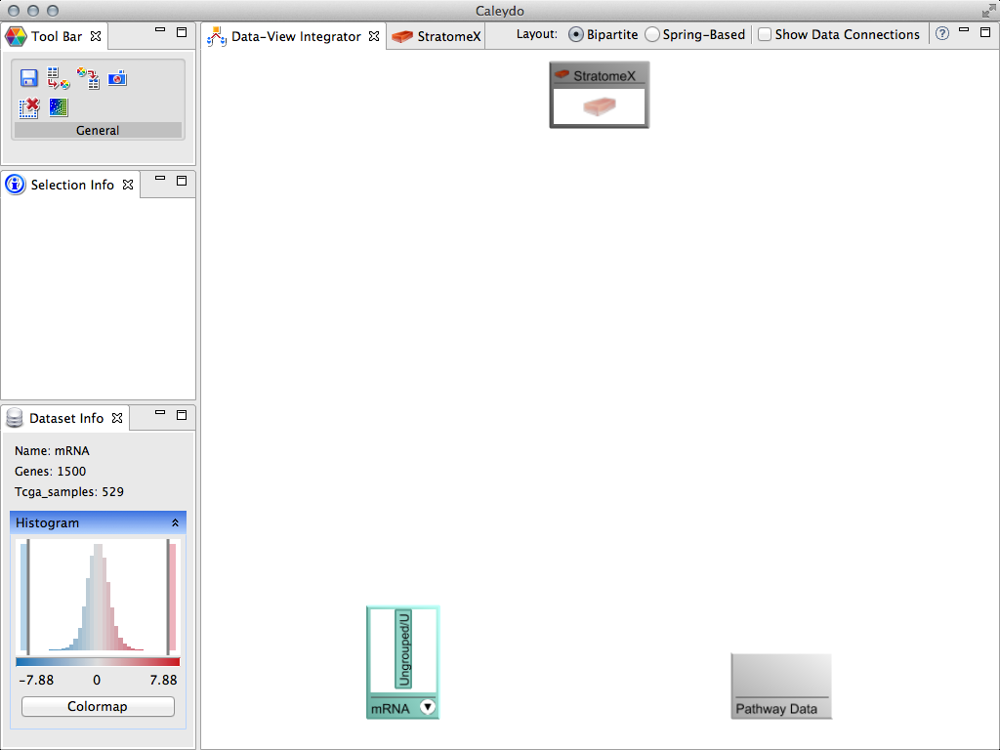 Caleydo
Tool Bar
Data-View Integrator
StratomeX
Layout:
Bipartite
Spring-Based
Show Data Connections
General
StratomeX
Selection Info
Dataset Info
Name: mRNA
Genes: 1500
Tcga_samples: 529
Histogram
-7.88 0 7.88
Colormap
Ungrouped/U
mRNA
Pathway Data